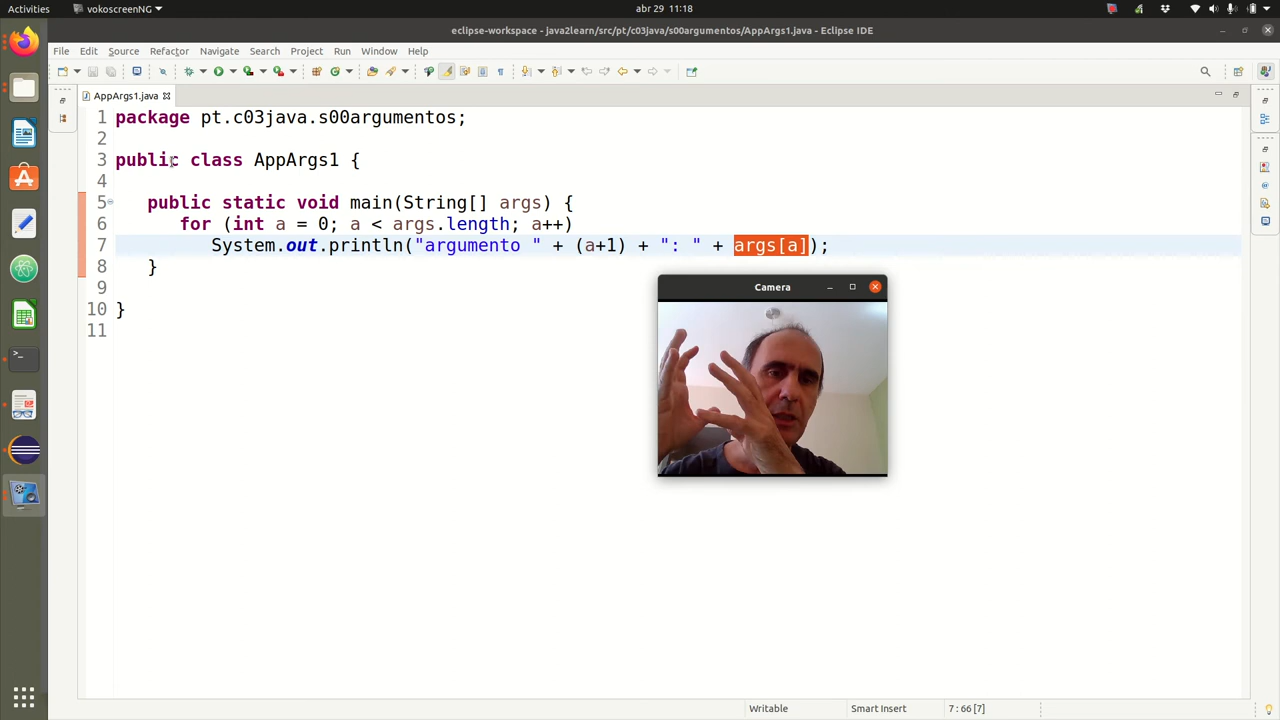 Activities vokoscreenNG abr 29 11:18
eclipse-workspace - java2learn/src/pt/c03java/s00argumentos/AppArgs1.java - Eclipse IDE
File Edit Source Refactor Navigate Search Project Run Window Help
AppArgs1.java
1 package pt.c03java.s00argumentos;
2
3 public class AppArgs1 {
4
5 public static void main(String[] args) {
6 for (int a = 0; a < args.length; a++)
7 System.out.println("argumento " + (a+1) + ": " + args[a]);
8 }
9
10 }
11
Camera
Writable Smart Insert 7 : 66 [7]